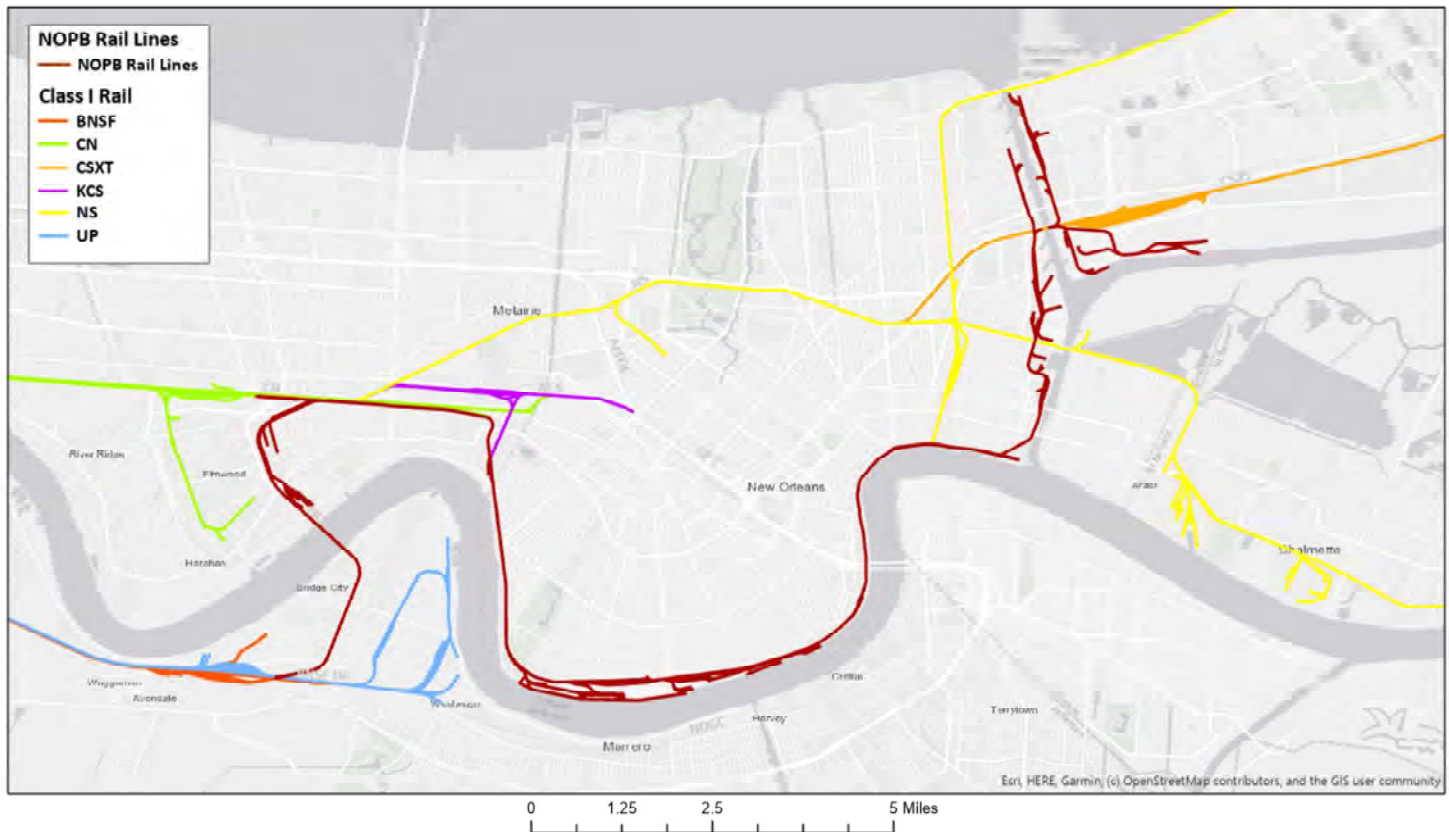 NOPB Rail Lines
NOPB Rail Lines
Class I Rail
BNSF
CN
CSXT
KCS
NS
UP
Metairie
River Ridge
Elmwood
New Orleans
Arabi
Harahan
Bridge City
Chalmette
Waggaman
Avondale
Westwego
Gretna
Terrytown
Harvey
NOGC
Marrero
Esri, HERE, Garmin, (c) OpenStreetMap contributors, and the GIS user community
0 1.25 2.5 5 Miles